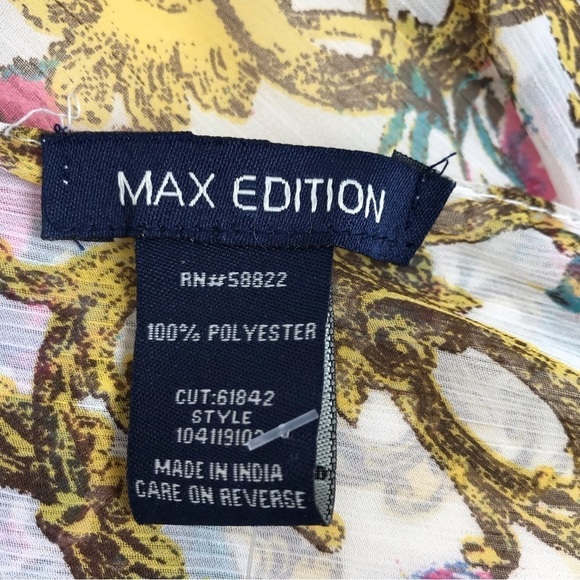 MAX EDITION
RN#58822
100% POLYESTER
CUT:61842
STYLE
MADE IN INDIA
CARE ON REVERSE